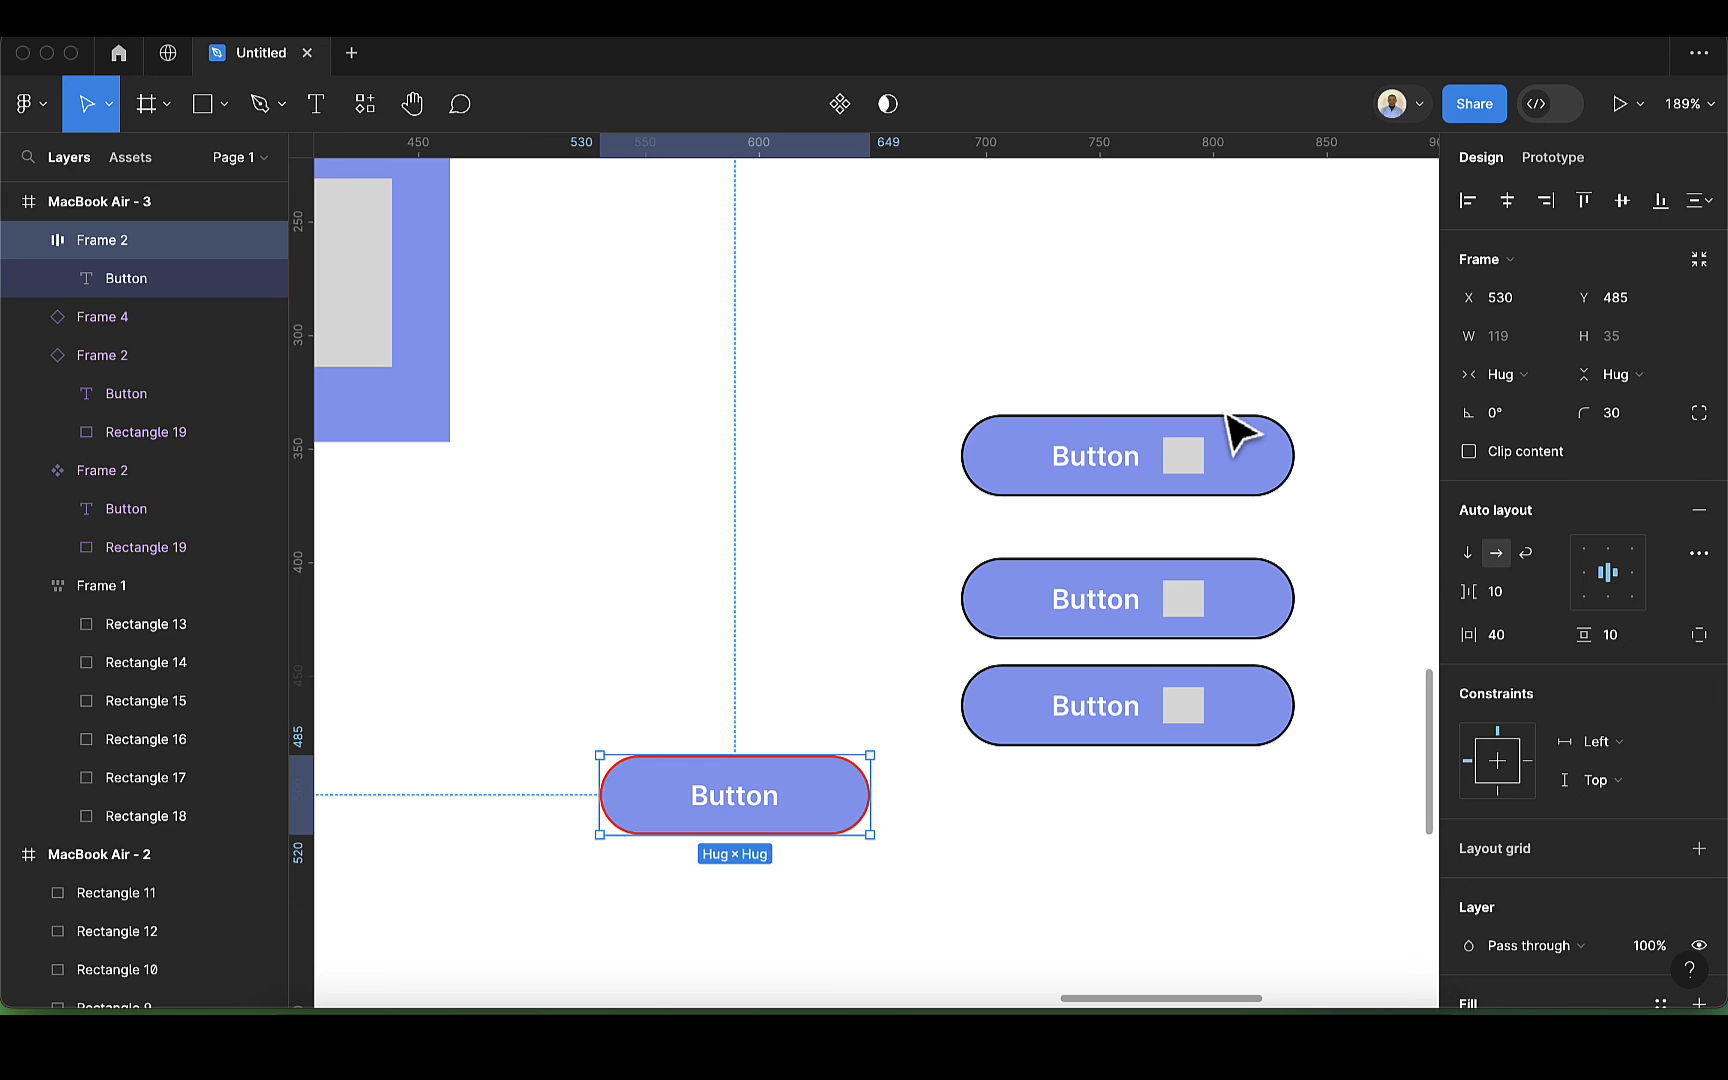 Untitled
Share
189%
Layers
Assets
Page 1
450
530
550
600
649
700
750
800
850
Design
Prototype
MacBook Air - 3
Frame 2
Button
Frame 4
Frame 2
Button
Rectangle 19
Frame 2
Button
Rectangle 19
Frame 1
Rectangle 13
Rectangle 14
Rectangle 15
Rectangle 16
Rectangle 17
Rectangle 18
MacBook Air - 2
Rectangle 11
Rectangle 12
Rectangle 10
Rectangle 9
250
300
350
400
450
485
520
Button
Button
Button
Button
Hug × Hug
Frame
X 530
Y 485
W 119
H 35
Hug
Hug
0°
30
Clip content
Auto layout
10
40
10
Constraints
Left
Top
Layout grid
Layer
Pass through
100%
?
Fill